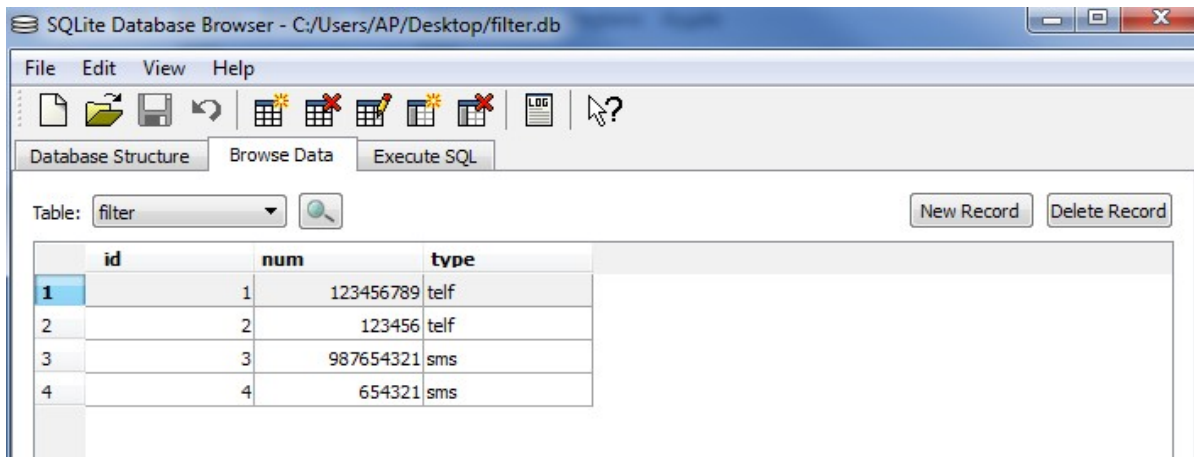 SQLite Database Browser - C:/Users/AP/Desktop/filter.db
File Edit View Help
LOG ?
Database Structure Browse Data Execute SQL
Table: filter New Record Delete Record
id num type
1 1 123456789 telf
2 2 123456 telf
3 3 987654321 sms
4 4 654321 sms